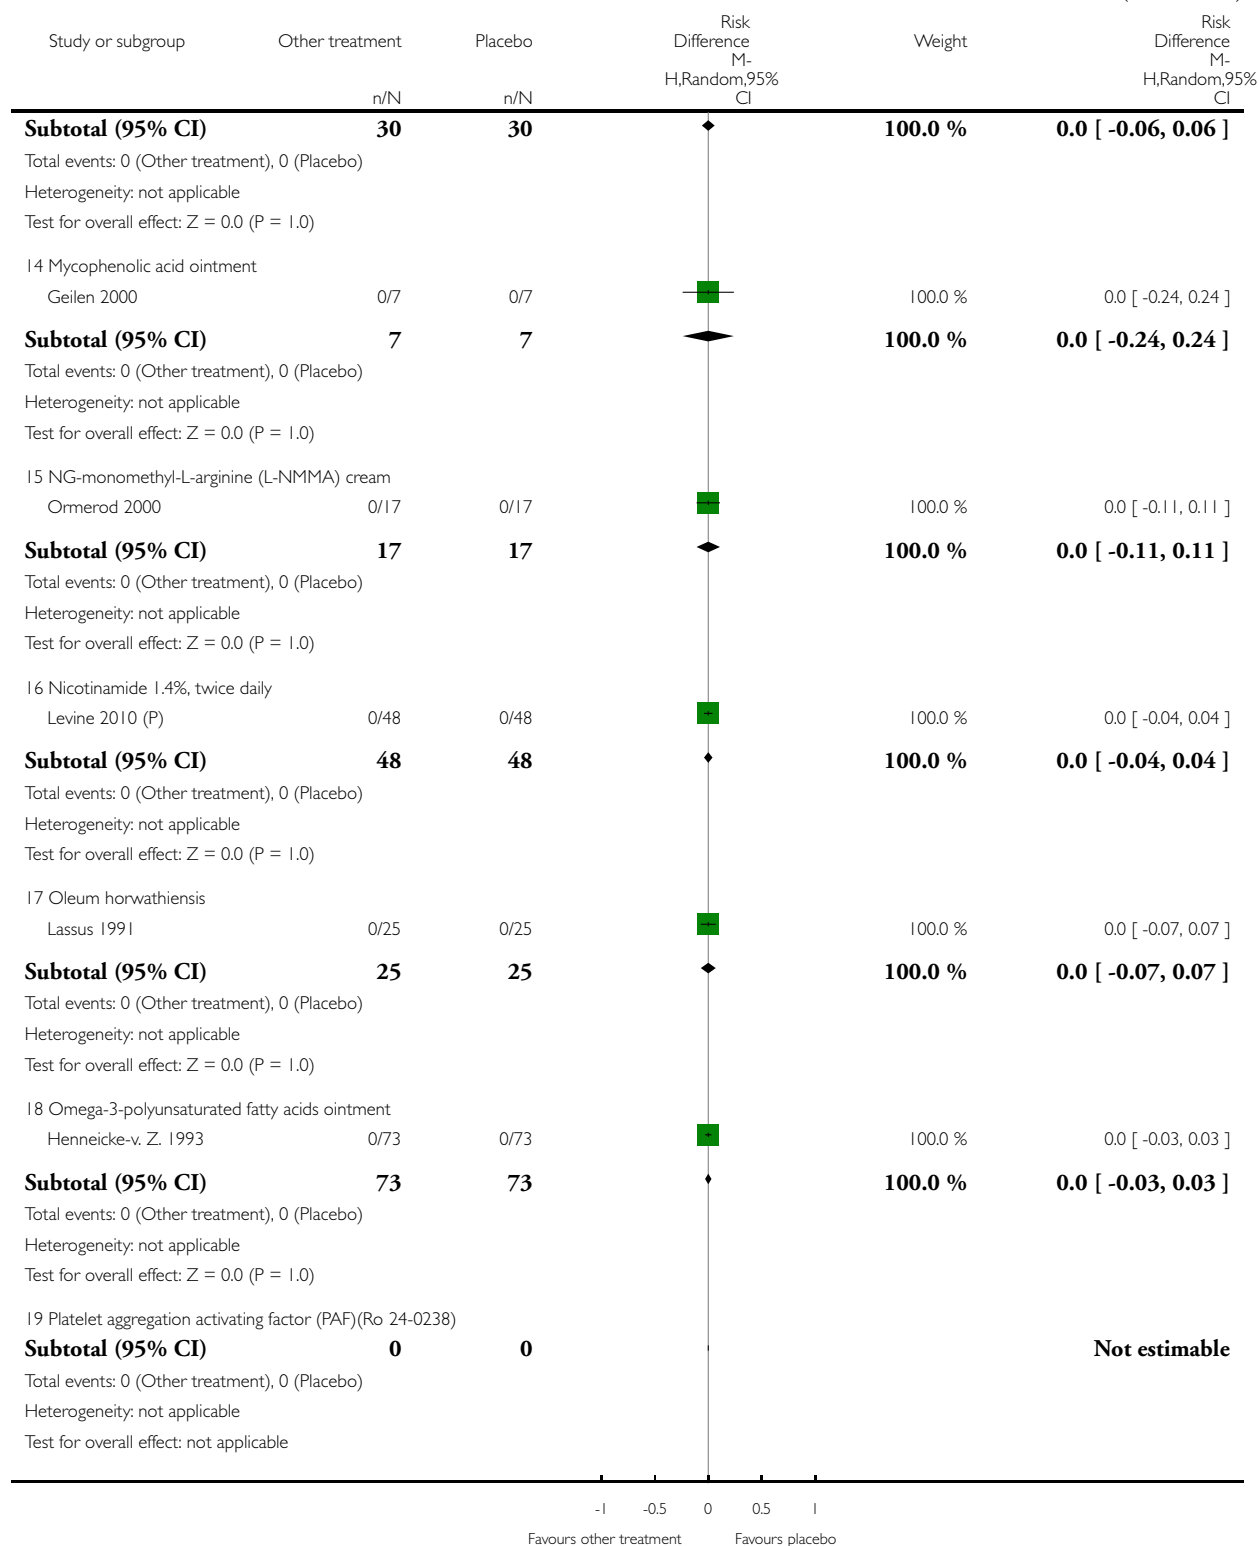 Study or subgroup Other treatment Placebo Risk Difference M-H,Random,95% CI Weight Risk Difference M-H,Random,95% CI
n/N n/N
Subtotal (95% CI) 30 30 100.0 % 0.0 [ -0.06, 0.06 ]
Total events: 0 (Other treatment), 0 (Placebo)
Heterogeneity: not applicable
Test for overall effect: Z = 0.0 (P = 1.0)
14 Mycophenolic acid ointment
Geilen 2000 0/7 0/7 100.0 % 0.0 [ -0.24, 0.24 ]
Subtotal (95% CI) 7 7 100.0 % 0.0 [ -0.24, 0.24 ]
Total events: 0 (Other treatment), 0 (Placebo)
Heterogeneity: not applicable
Test for overall effect: Z = 0.0 (P = 1.0)
15 NG-monomethyl-L-arginine (L-NMMA) cream
Ormerod 2000 0/17 0/17 100.0 % 0.0 [ -0.11, 0.11 ]
Subtotal (95% CI) 17 17 100.0 % 0.0 [ -0.11, 0.11 ]
Total events: 0 (Other treatment), 0 (Placebo)
Heterogeneity: not applicable
Test for overall effect: Z = 0.0 (P = 1.0)
16 Nicotinamide 1.4%, twice daily
Levine 2010 (P) 0/48 0/48 100.0 % 0.0 [ -0.04, 0.04 ]
Subtotal (95% CI) 48 48 100.0 % 0.0 [ -0.04, 0.04 ]
Total events: 0 (Other treatment), 0 (Placebo)
Heterogeneity: not applicable
Test for overall effect: Z = 0.0 (P = 1.0)
17 Oleum horwathiensis
Lassus 1991 0/25 0/25 100.0 % 0.0 [ -0.07, 0.07 ]
Subtotal (95% CI) 25 25 100.0 % 0.0 [ -0.07, 0.07 ]
Total events: 0 (Other treatment), 0 (Placebo)
Heterogeneity: not applicable
Test for overall effect: Z = 0.0 (P = 1.0)
18 Omega-3-polyunsaturated fatty acids ointment
Henneicke-v. Z. 1993 0/73 0/73 100.0 % 0.0 [ -0.03, 0.03 ]
Subtotal (95% CI) 73 73 100.0 % 0.0 [ -0.03, 0.03 ]
Total events: 0 (Other treatment), 0 (Placebo)
Heterogeneity: not applicable
Test for overall effect: Z = 0.0 (P = 1.0)
19 Platelet aggregation activating factor (PAF)(Ro 24-0238)
Subtotal (95% CI) 0 0 Not estimable
Total events: 0 (Other treatment), 0 (Placebo)
Heterogeneity: not applicable
Test for overall effect: not applicable
-1 -0.5 0 0.5 1
Favours other treatment Favours placebo